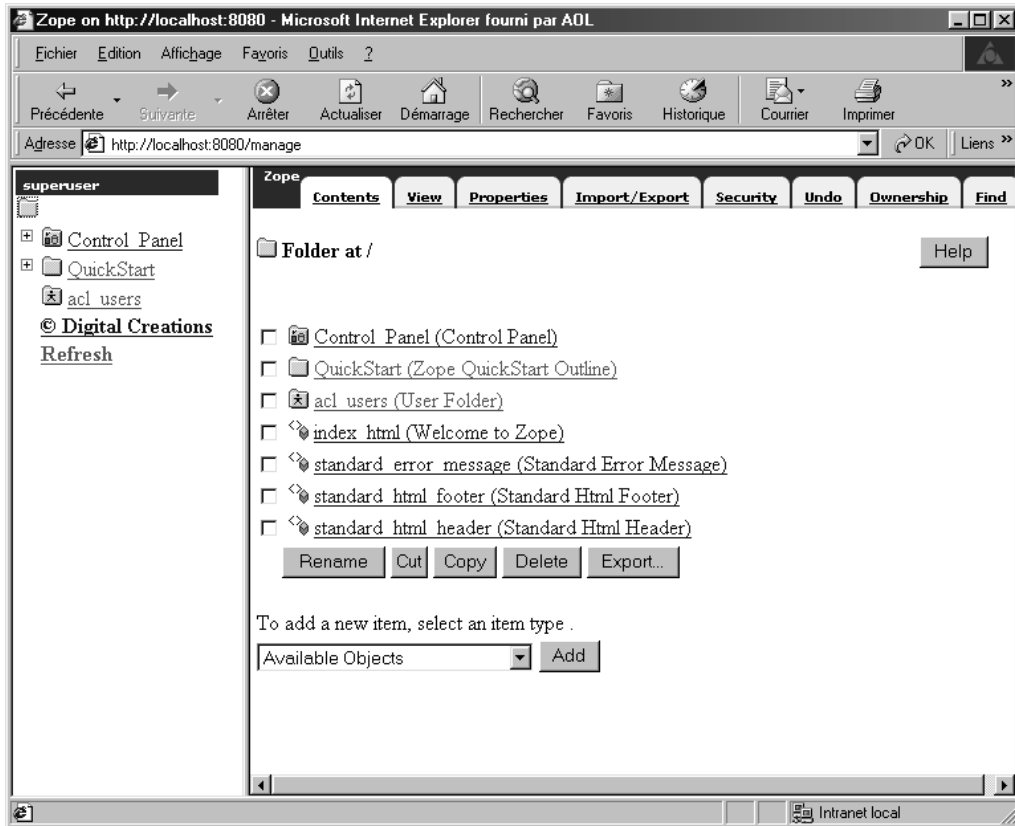 Zope on http://localhost:8080 - Microsoft Internet Explorer fourni par AOL
Fichier Edition Affichage Favoris Outils ?
Précédente Suivante Arrêter Actualiser Démarrage Rechercher Favoris Historique Courrier Imprimer »
Adresse http://localhost:8080/manage OK Liens »
superuser
Control_Panel
QuickStart
acl_users
© Digital Creations
Refresh
Zope
Contents View Properties Import/Export Security Undo Ownership Find
Folder at /
Help
Control_Panel (Control Panel)
QuickStart (Zope QuickStart Outline)
acl_users (User Folder)
index_html (Welcome to Zope)
standard_error_message (Standard Error Message)
standard_html_footer (Standard Html Footer)
standard_html_header (Standard Html Header)
Rename Cut Copy Delete Export...
To add a new item, select an item type .
Available Objects Add
Intranet local